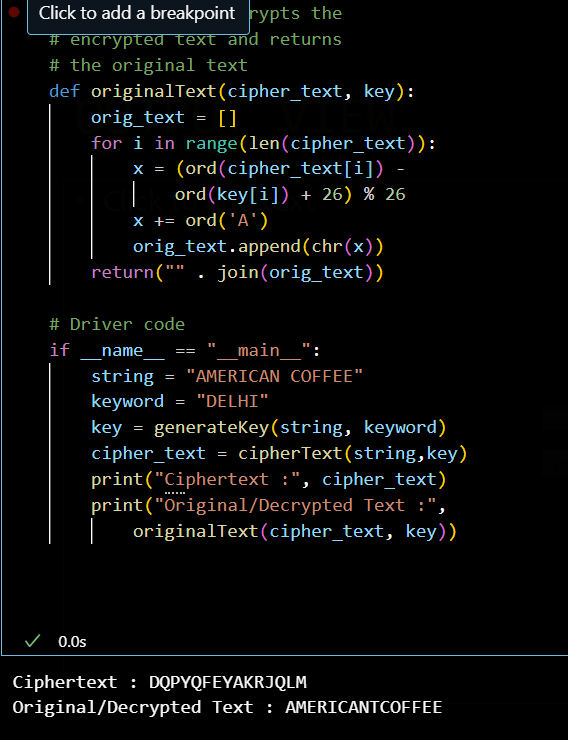 Click to add a breakpoint rypts the
# encrypted text and returns
# the original text
def originalText(cipher_text, key):
orig_text = []
for i in range(len(cipher_text)):
x = (ord(cipher_text[i]) -
ord(key[i]) + 26) % 26
x += ord('A')
orig_text.append(chr(x))
return("" . join(orig_text))
# Driver code
if __name__ == "__main__":
string = "AMERICAN COFFEE"
keyword = "DELHI"
key = generateKey(string, keyword)
cipher_text = cipherText(string,key)
print("Ciphertext :", cipher_text)
print("Original/Decrypted Text :",
originalText(cipher_text, key))
0.0s
Ciphertext : DQPYQFEYAKRJQLM
Original/Decrypted Text : AMERICANTCOFFEE